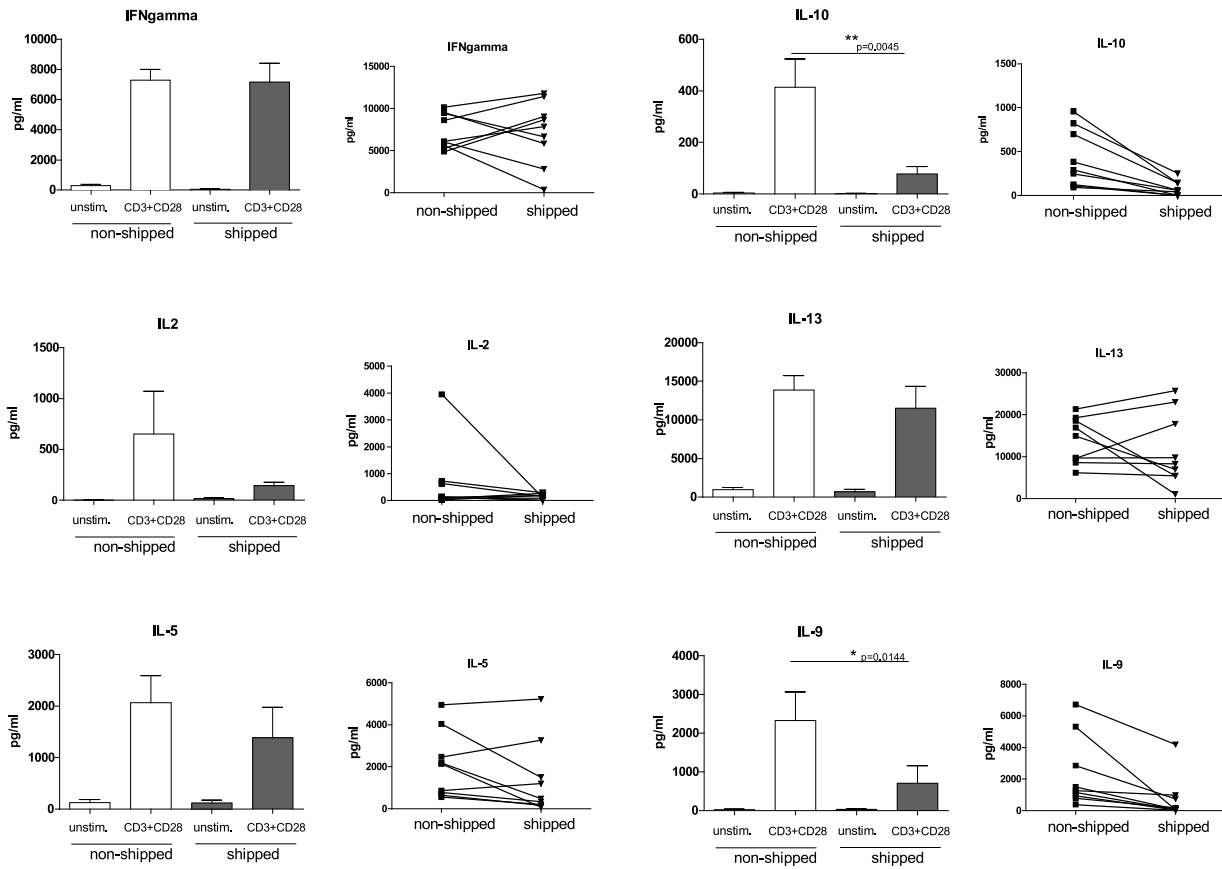 IFNgamma
10000
8000
6000
4000
2000
0
pg/ml
unstim.
CD3+CD28
unstim.
CD3+CD28
non-shipped
shipped
IFNgamma
15000
10000
5000
0
pg/ml
non-shipped
shipped
IL-10
**
p=0.0045
600
400
200
0
pg/ml
unstim.
CD3+CD28
unstim.
CD3+CD28
non-shipped
shipped
IL-10
1500
1000
500
0
pg/ml
non-shipped
shipped
IL2
1500
1000
500
0
pg/ml
unstim.
CD3+CD28
unstim.
CD3+CD28
non-shipped
shipped
IL-2
5000
4000
3000
2000
1000
0
pg/ml
non-shipped
shipped
IL-13
20000
15000
10000
5000
0
pg/ml
unstim.
CD3+CD28
unstim.
CD3+CD28
non-shipped
shipped
IL-13
30000
20000
10000
0
pg/ml
non-shipped
shipped
IL-5
3000
2000
1000
0
pg/ml
unstim.
CD3+CD28
unstim.
CD3+CD28
non-shipped
shipped
IL-5
6000
4000
2000
0
pg/ml
non-shipped
shipped
IL-9
*
p=0.0144
4000
3000
2000
1000
0
pg/ml
unstim.
CD3+CD28
unstim.
CD3+CD28
non-shipped
shipped
IL-9
8000
6000
4000
2000
0
pg/ml
non-shipped
shipped